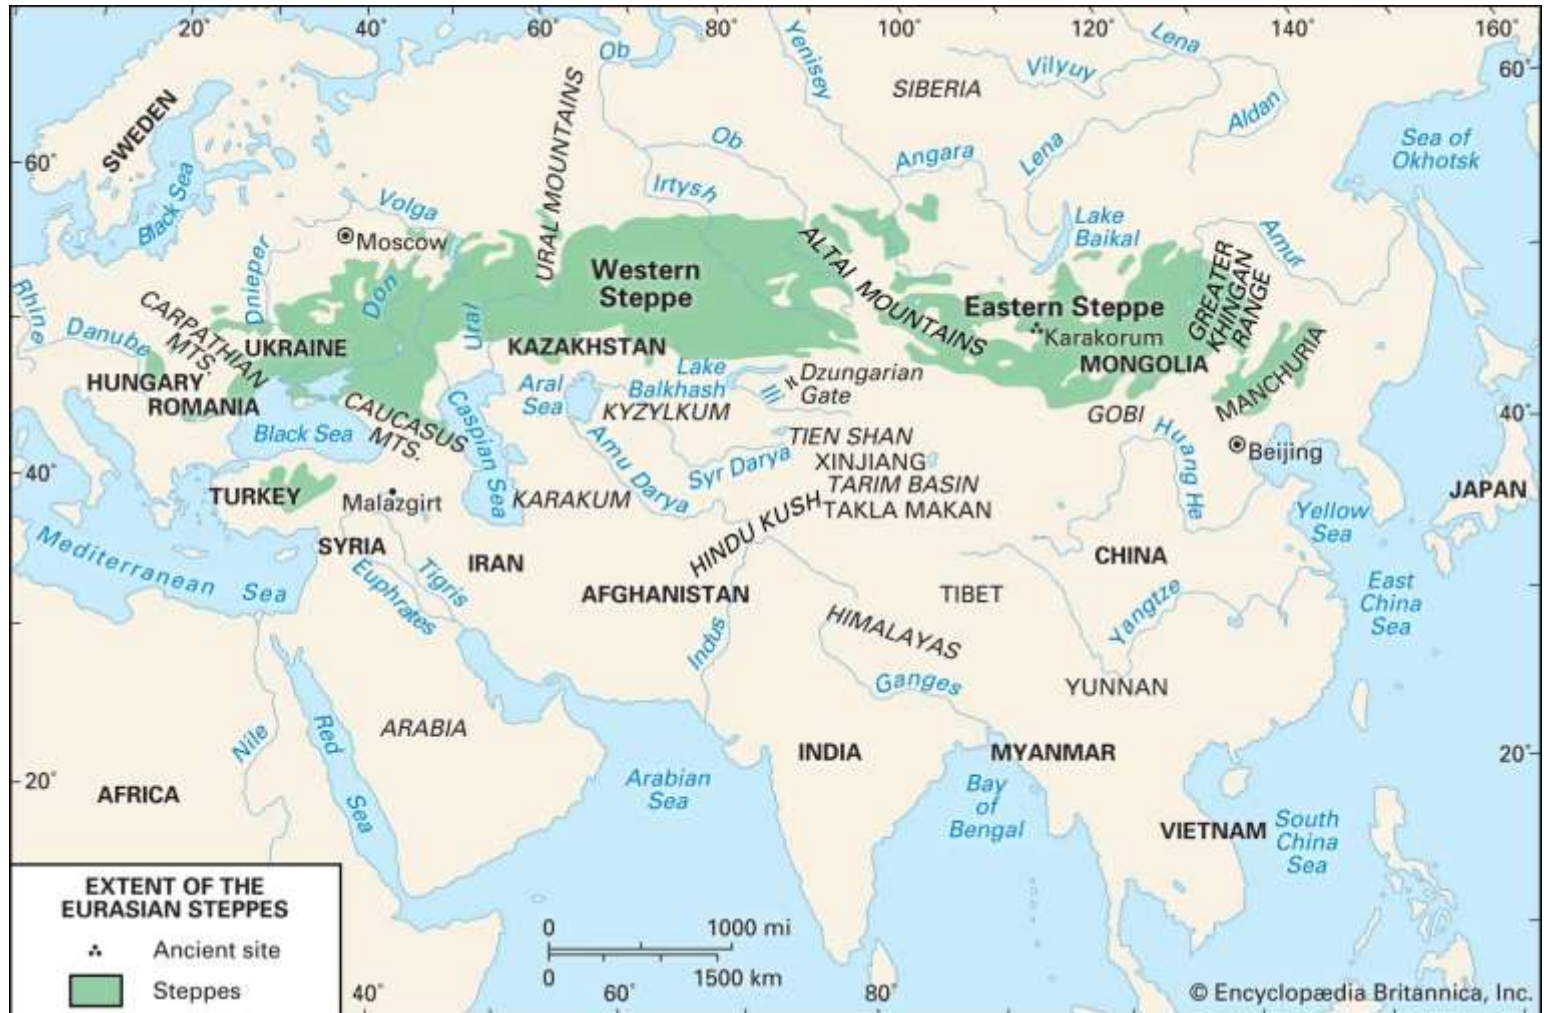 20°
40°
60°
80°
100°
120°
140°
160°
60°
60°
40°
40°
20°
20°
40°
60°
80°
Ob
Yenisey
Lena
Vilyuy
SIBERIA
Aldan
SWEDEN
Black Sea
URAL MOUNTAINS
Ob
Irtysh
Angara
Lena
Sea of
Okhotsk
Volga
Moscow
Dnieper
Don
Western
Steppe
ALTAI MOUNTAINS
Lake
Baikal
Amur
GREATER
KHINGAN
RANGE
Eastern Steppe
Karakorum
MONGOLIA
MANCHURIA
Rhine
Danube
CARPATHIAN
MTS.
UKRAINE
Ural
KAZAKHSTAN
HUNGARY
ROMANIA
Black Sea
CAUCASUS
MTS.
Caspian Sea
Aral
Sea
Lake
Balkhash
Ili
Dzungarian
Gate
KYZYLKUM
GOBI
Huang He
Beijing
TIEN SHAN
XINJIANG
TARIM BASIN
TAKLA MAKAN
Amu Darya
Syr Darya
KARAKUM
TURKEY
Malazgirt
JAPAN
Yellow
Sea
Mediterranean Sea
SYRIA
Euphrates
Tigris
IRAN
HINDU KUSH
AFGHANISTAN
TIBET
CHINA
East
China
Sea
Yangtze
Indus
HIMALAYAS
Ganges
YUNNAN
Nile
Red
Sea
ARABIA
INDIA
MYANMAR
AFRICA
Arabian
Sea
Bay
of
Bengal
VIETNAM
South
China
Sea
EXTENT OF THE
EURASIAN STEPPES
Ancient site
Steppes
0 1000 mi
0 1500 km
© Encyclopædia Britannica, Inc.